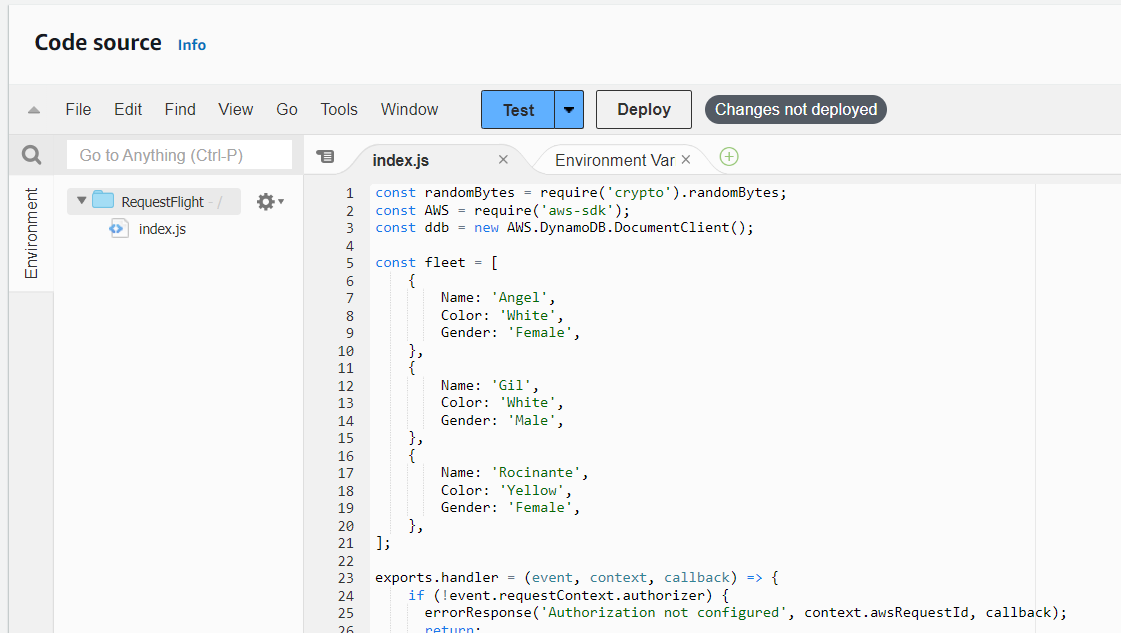 Code source Info
File Edit Find View Go Tools Window Test Deploy Changes not deployed
Go to Anything (Ctrl-P)
index.js × Environment Var ×
Environment
RequestFlight - /
index.js
1 const randomBytes = require('crypto').randomBytes;
2 const AWS = require('aws-sdk');
3 const ddb = new AWS.DynamoDB.DocumentClient();
4
5 const fleet = [
6 {
7 Name: 'Angel',
8 Color: 'White',
9 Gender: 'Female',
10 },
11 {
12 Name: 'Gil',
13 Color: 'White',
14 Gender: 'Male',
15 },
16 {
17 Name: 'Rocinante',
18 Color: 'Yellow',
19 Gender: 'Female',
20 },
21 ];
22
23 exports.handler = (event, context, callback) => {
24 if (!event.requestContext.authorizer) {
25 errorResponse('Authorization not configured', context.awsRequestId, callback);
26 return;